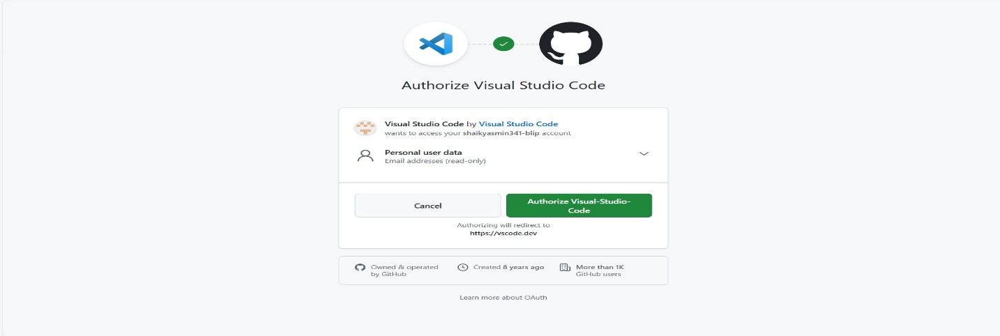 Authorize Visual Studio Code
Visual Studio Code by Visual Studio Code
wants to access your shaikyasmin341-blip account
Personal user data
Email addresses (read-only)
Cancel
Authorize Visual-Studio-
Code
Authorizing will redirect to
https://vscode.dev
Owned & operated
by GitHub
Created 8 years ago
More than 1K
GitHub users
Learn more about OAuth